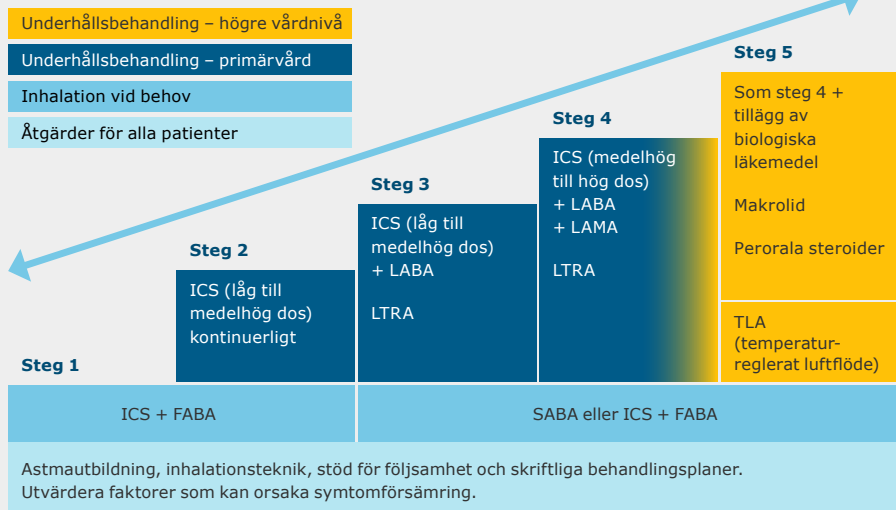 Underhållsbehandling – högre vårdnivå
Underhållsbehandling – primärvård
Inhalation vid behov
Åtgärder för alla patienter
Steg 1
Steg 2
ICS (låg till
medelhög dos)
kontinuerligt
Steg 3
ICS (låg till
medelhög dos)
+ LABA
LTRA
Steg 4
ICS (medelhög
till hög dos)
+ LABA
+ LAMA
LTRA
Steg 5
Som steg 4 +
tillägg av
biologiska
läkemedel
Makrolid
Perorala steroider
TLA
(temperatur-
reglerat luftflöde)
ICS + FABA
SABA eller ICS + FABA
Astmautbildning, inhalationsteknik, stöd för följsamhet och skriftliga behandlingsplaner.
Utvärdera faktorer som kan orsaka symtomförsämring.